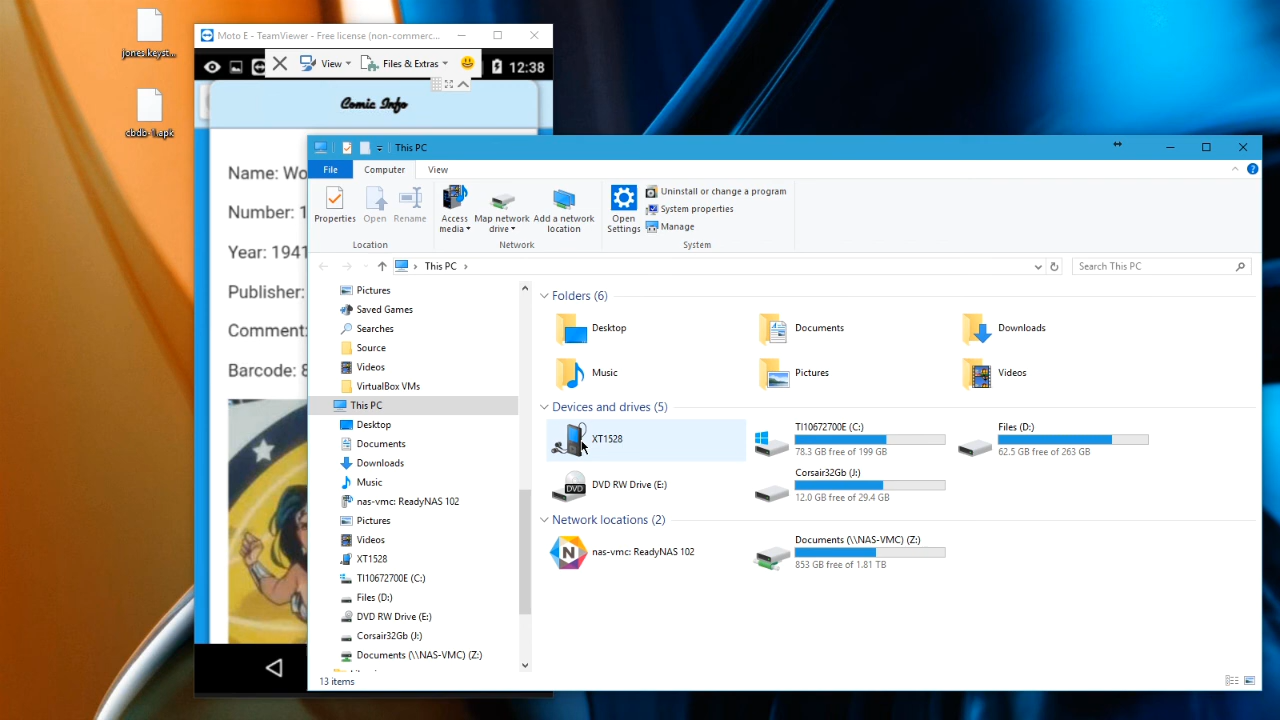 jones.keyst...
cbdb-1.apk
Moto E - TeamViewer - Free license (non-commerc...
View
Files & Extras
12:38
Comic Info
Name: Wo
Number: 1
Year: 1941
Publisher:
Comment:
Barcode: 8
This PC
File
Computer
View
Properties
Open
Rename
Access media
Map network drive
Add a network location
Open Settings
Uninstall or change a program
System properties
Manage
Location
Network
System
This PC
Search This PC
Pictures
Saved Games
Searches
Source
Videos
VirtualBox VMs
This PC
Desktop
Documents
Downloads
Music
nas-vmc: ReadyNAS 102
Pictures
Videos
XT1528
TI10672700E (C:)
Files (D:)
DVD RW Drive (E:)
Corsair32Gb (J:)
Documents (\\NAS-VMC) (Z:)
Folders (6)
Desktop
Documents
Downloads
Music
Pictures
Videos
Devices and drives (5)
XT1528
TI10672700E (C:)
78.3 GB free of 199 GB
Files (D:)
62.5 GB free of 263 GB
DVD
DVD RW Drive (E:)
Corsair32Gb (J:)
12.0 GB free of 29.4 GB
Network locations (2)
N
nas-vmc: ReadyNAS 102
Documents (\\NAS-VMC) (Z:)
853 GB free of 1.81 TB
13 items